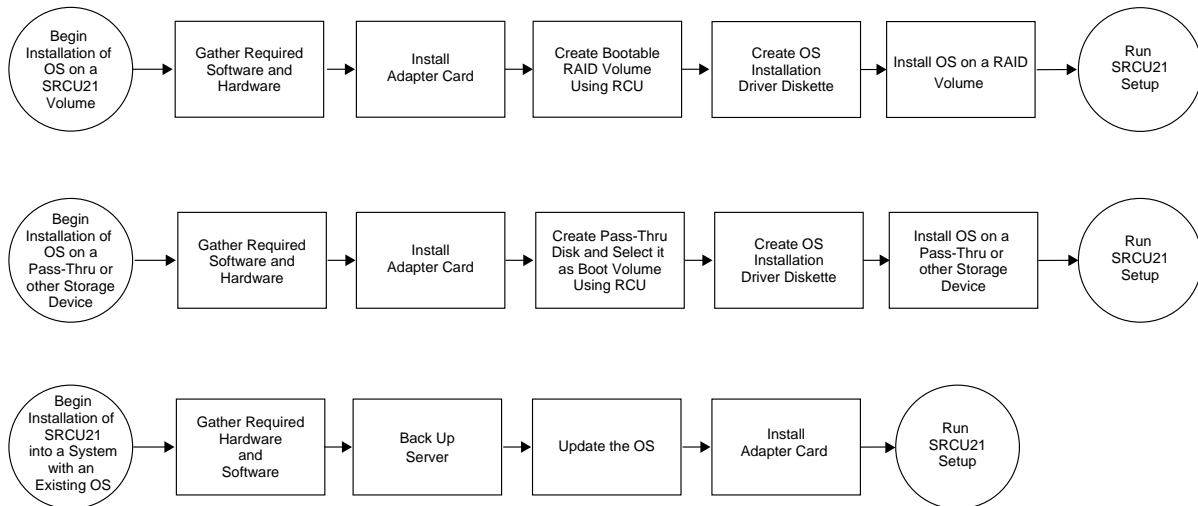 Begin
Installation of
OS on a
SRCU21
Volume
Gather Required
Software and
Hardware
Install
Adapter Card
Create Bootable
RAID Volume
Using RCU
Create OS
Installation
Driver Diskette
Install OS on a RAID
Volume
Run
SRCU21
Setup
Begin
Installation of
OS on a
Pass-Thru or
other Storage
Device
Gather Required
Software and
Hardware
Install
Adapter Card
Create Pass-Thru
Disk and Select it
as Boot Volume
Using RCU
Create OS
Installation
Driver Diskette
Install OS on a
Pass-Thru or
other Storage
Device
Run
SRCU21
Setup
Begin
Installation of
SRCU21
into a System
with an
Existing OS
Gather Required
Hardware
and
Software
Back Up
Server
Update the OS
Install
Adapter Card
Run
SRCU21
Setup